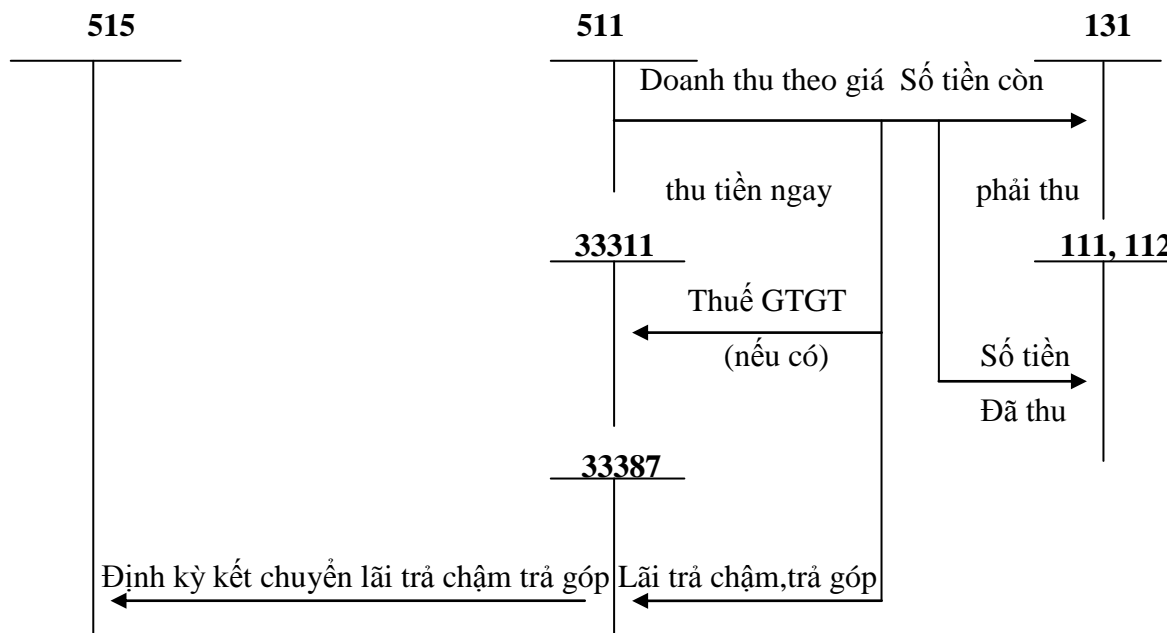 515 511 131
Doanh thu theo giá Số tiền còn
thu tiền ngay phải thu
33311 111, 112
Thuế GTGT
(nếu có) Số tiền
Đã thu
33387
Định kỳ kết chuyển lãi trả chậm trả góp Lãi trả chậm,trả góp